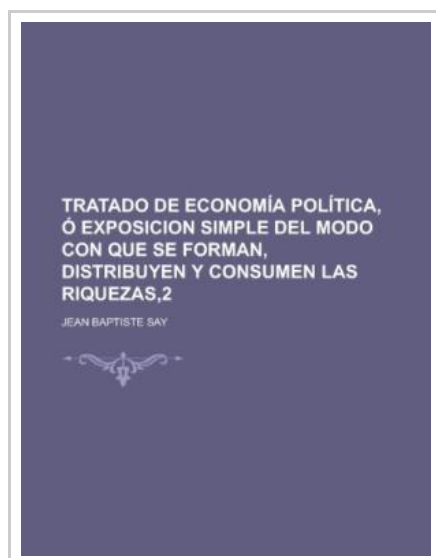 TRATADO DE ECONOMÍA POLÍTICA,
Ó EXPOSICION SIMPLE DEL MODO
CON QUE SE FORMAN,
DISTRIBUYEN Y CONSUMEN LAS
RIQUEZAS,2
JEAN BAPTISTE SAY